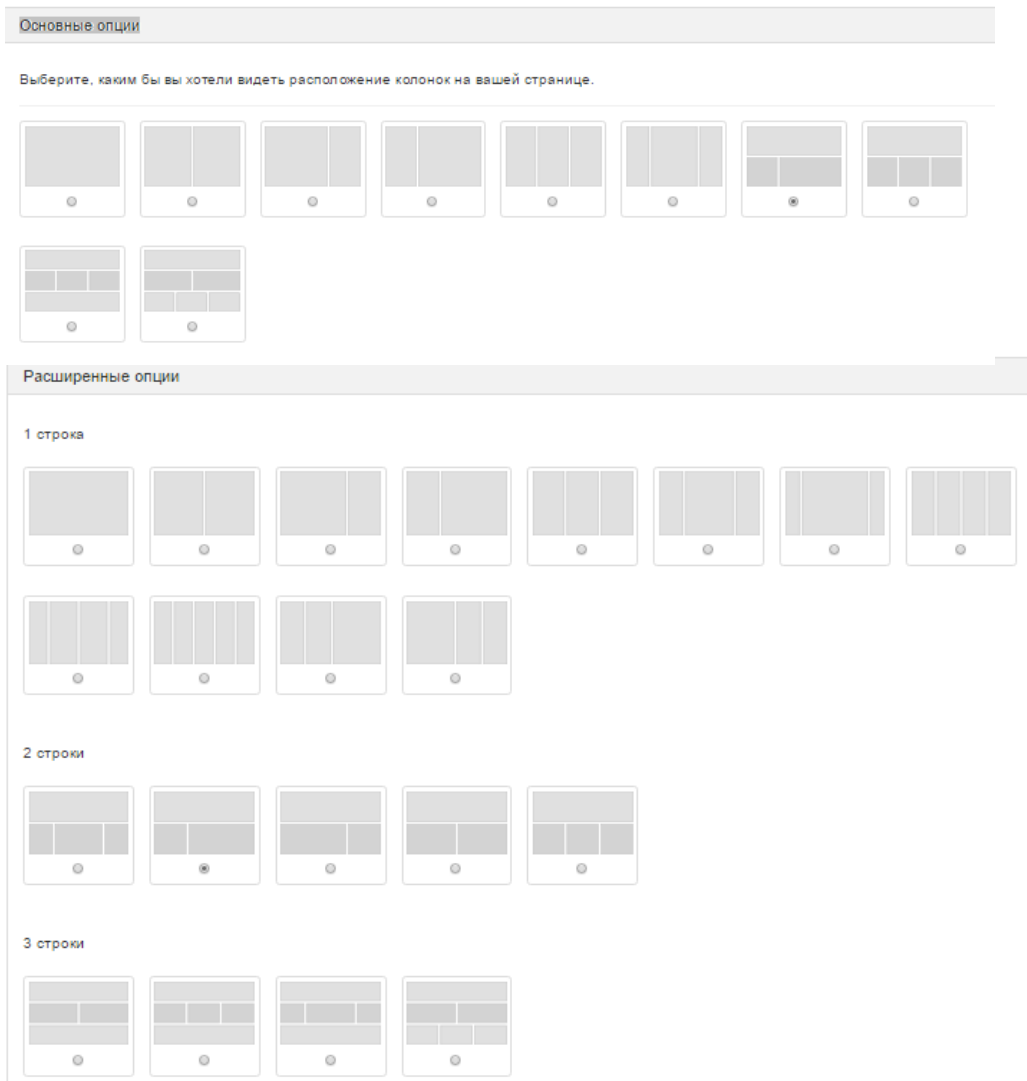 Основные опции
Выберите, каким бы вы хотели видеть расположение колонок на вашей странице.
Расширенные опции
1 строка
2 строки
3 строки